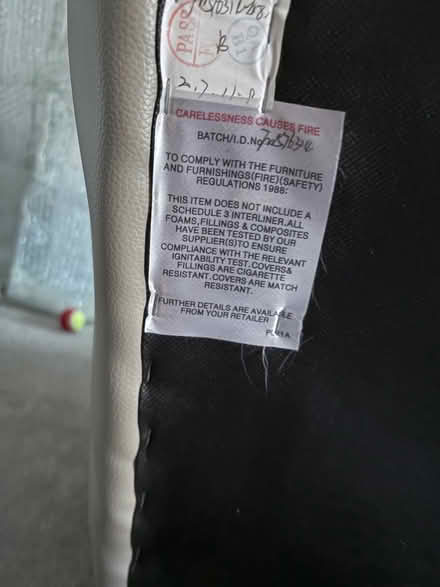 PASS
CARELESSNESS CAUSES FIRE
BATCH/I.D.No
TO COMPLY WITH THE FURNITURE
AND FURNISHINGS(FIRE)(SAFETY)
REGULATIONS 1988:
THIS ITEM DOES NOT INCLUDE A
SCHEDULE 3 INTERLINER.ALL
FOAMS,FILLINGS & COMPOSITES
HAVE BEEN TESTED BY OUR
SUPPLIER(S)TO ENSURE
COMPLIANCE WITH THE RELEVANT
IGNITABILITY TEST.COVERS&
FILLINGS ARE CIGARETTE
RESISTANT.COVERS ARE MATCH
RESISTANT.
FURTHER DETAILS ARE AVAILABLE
FROM YOUR RETAILER